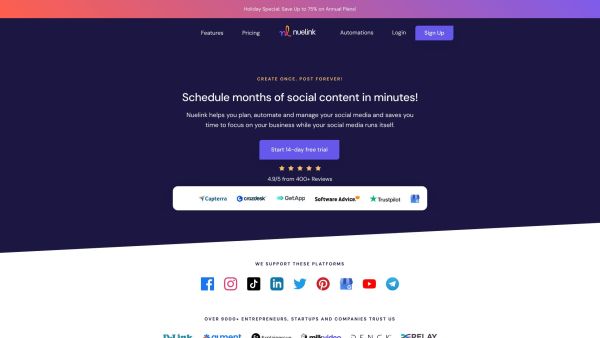 Holiday Special: Save Up to 75% on Annual Plans!
Features Pricing nuelink Automations Login Sign Up
CREATE ONCE, POST FOREVER!
Schedule months of social content in minutes!
Nuelink helps you plan, automate and manage your social media and saves you
time to focus on your business while your social media runs itself.
Start 14-day free trial
4.9/5 from 400+ Reviews
Capterra crozdesk GetApp Software Advice Trustpilot
WE SUPPORT THESE PLATFORMS
OVER 9000+ ENTREPRENEURS, STARTUPS AND COMPANIES TRUST US
D-Link milkvideo RELAY